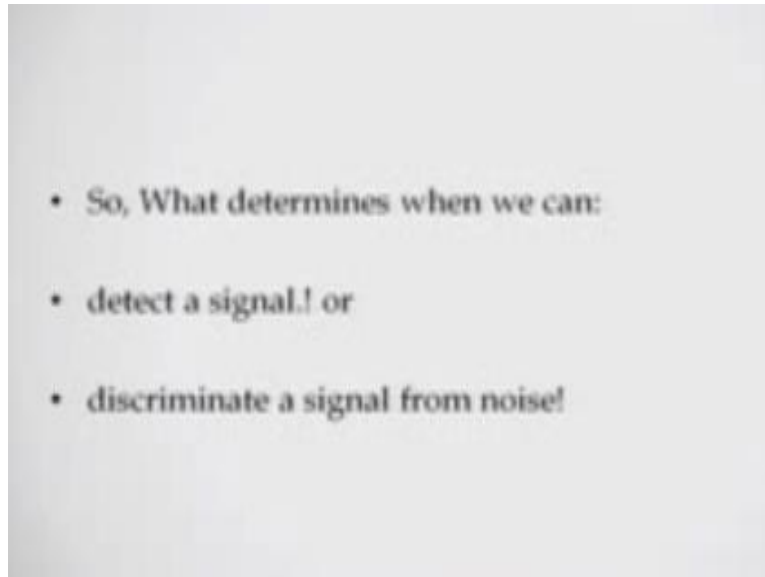 • So, What determines when we can:
• detect a signal.! or
• discriminate a signal from noise!